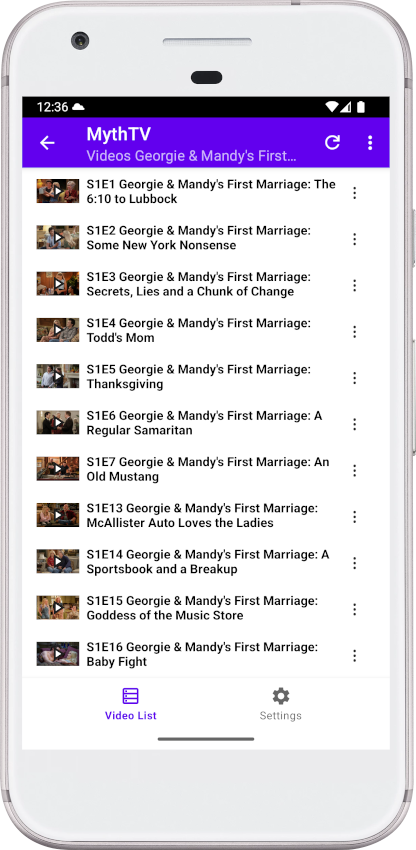 12:36
MythTV
Videos Georgie & Mandy's First…
S1E1 Georgie & Mandy's First Marriage: The
6:10 to Lubbock
S1E2 Georgie & Mandy's First Marriage:
Some New York Nonsense
S1E3 Georgie & Mandy's First Marriage:
Secrets, Lies and a Chunk of Change
S1E4 Georgie & Mandy's First Marriage:
Todd's Mom
S1E5 Georgie & Mandy's First Marriage:
Thanksgiving
S1E6 Georgie & Mandy's First Marriage: A
Regular Samaritan
S1E7 Georgie & Mandy's First Marriage: An
Old Mustang
S1E13 Georgie & Mandy's First Marriage:
McAllister Auto Loves the Ladies
S1E14 Georgie & Mandy's First Marriage: A
Sportsbook and a Breakup
S1E15 Georgie & Mandy's First Marriage:
Goddess of the Music Store
S1E16 Georgie & Mandy's First Marriage:
Baby Fight
Video List
Settings